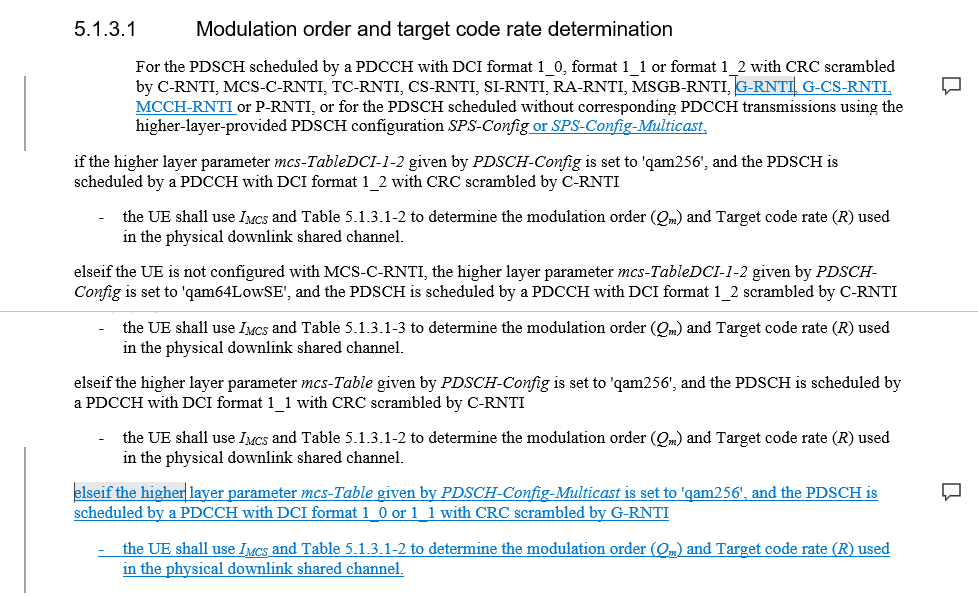 5.1.3.1 Modulation order and target code rate determination
For the PDSCH scheduled by a PDCCH with DCI format 1_0, format 1_1 or format 1_2 with CRC scrambled
by C-RNTI, MCS-C-RNTI, TC-RNTI, CS-RNTI, SI-RNTI, RA-RNTI, MSGB-RNTI, G-RNTI, G-CS-RNTI,
MCCH-RNTI or P-RNTI, or for the PDSCH scheduled without corresponding PDCCH transmissions using the
higher-layer-provided PDSCH configuration SPS-Config or SPS-Config-Multicast,
if the higher layer parameter mcs-TableDCI-1-2 given by PDSCH-Config is set to 'qam256', and the PDSCH is
scheduled by a PDCCH with DCI format 1_2 with CRC scrambled by C-RNTI
- the UE shall use IMCS and Table 5.1.3.1-2 to determine the modulation order (Qm) and Target code rate (R) used
in the physical downlink shared channel.
elseif the UE is not configured with MCS-C-RNTI, the higher layer parameter mcs-TableDCI-1-2 given by PDSCH-
Config is set to 'qam64LowSE', and the PDSCH is scheduled by a PDCCH with DCI format 1_2 scrambled by C-RNTI
- the UE shall use IMCS and Table 5.1.3.1-3 to determine the modulation order (Qm) and Target code rate (R) used
in the physical downlink shared channel.
elseif the higher layer parameter mcs-Table given by PDSCH-Config is set to 'qam256', and the PDSCH is scheduled by
a PDCCH with DCI format 1_1 with CRC scrambled by C-RNTI
- the UE shall use IMCS and Table 5.1.3.1-2 to determine the modulation order (Qm) and Target code rate (R) used
in the physical downlink shared channel.
elseif the higher layer parameter mcs-Table given by PDSCH-Config-Multicast is set to 'qam256', and the PDSCH is
scheduled by a PDCCH with DCI format 1_0 or 1_1 with CRC scrambled by G-RNTI
- the UE shall use IMCS and Table 5.1.3.1-2 to determine the modulation order (Qm) and Target code rate (R) used
in the physical downlink shared channel.